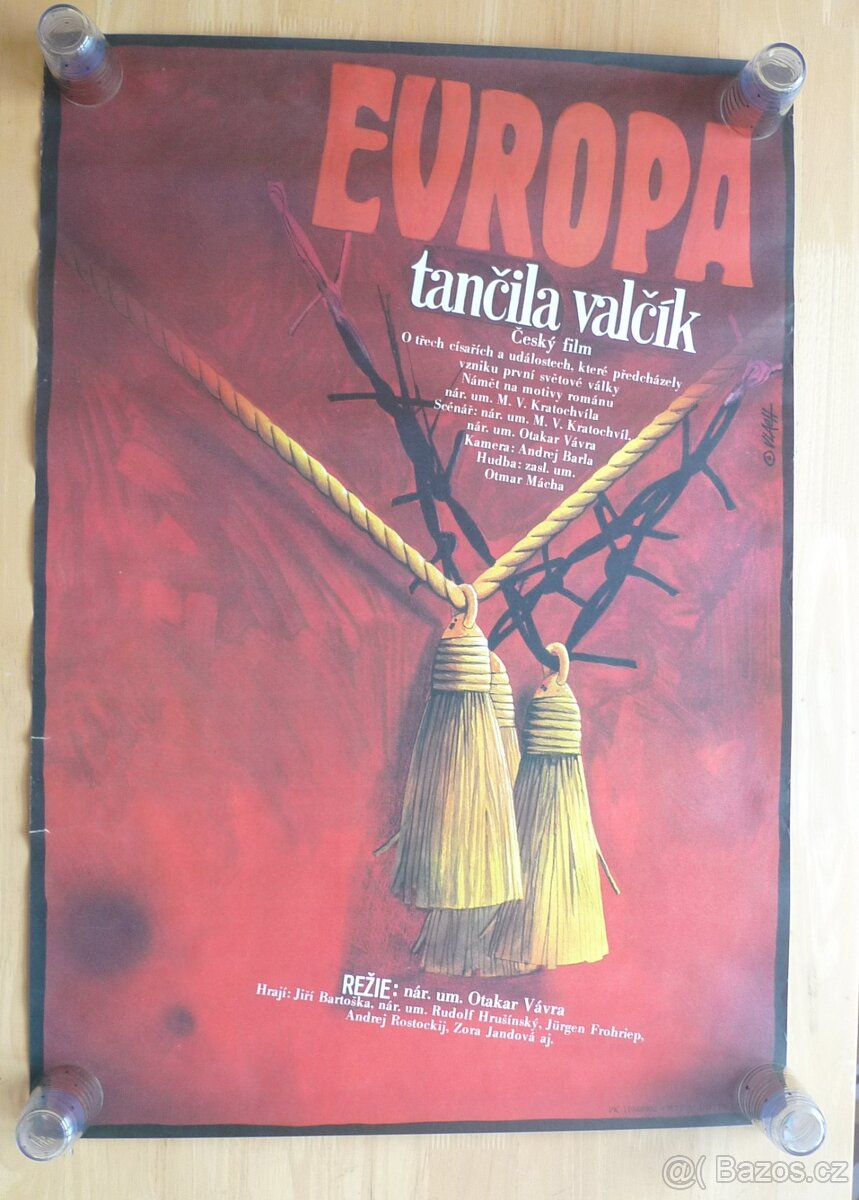 EVROPA
tančila valčík
Český film
O třech císařích a událostech, které předcházely
vzniku první světové války
Námět na motivy románu
nár. um. M. V. Kratochvíla
Scénář: nár. um. M. V. Kratochvíl,
nár. um. Otakar Vávra
Kamera: Andrej Barla
Hudba: zasl. um.
Otmar Mácha
REŽIE: nár. um. Otakar Vávra
Hrají: Jiří Bartoška, nár. um. Rudolf Hrušínský, Jürgen Frohriep,
Andrej Rostockij, Zora Jandová aj.
@( Bazos.cz